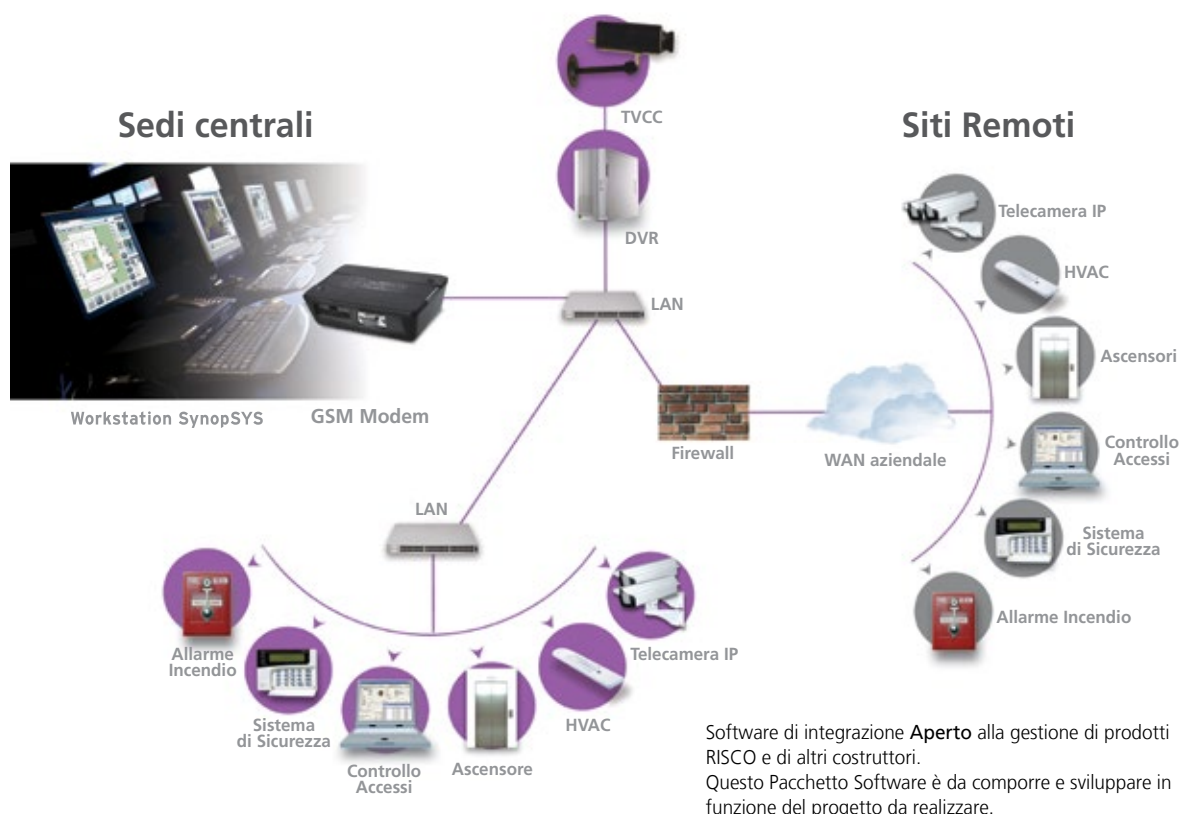 Sedi centrali
Siti Remoti
TVCC
DVR
LAN
Workstation SynopSYS
GSM Modem
Firewall
WAN aziendale
Telecamera IP
HVAC
Ascensori
Controllo
Accessi
Sistema
di Sicurezza
Allarme Incendio
LAN
Allarme
Incendio
Sistema
di Sicurezza
Controllo
Accessi
Ascensore
HVAC
Telecamera IP
Software di integrazione Aperto alla gestione di prodotti
RISCO e di altri costruttori.
Questo Pacchetto Software è da comporre e sviluppare in
funzione del progetto da realizzare.